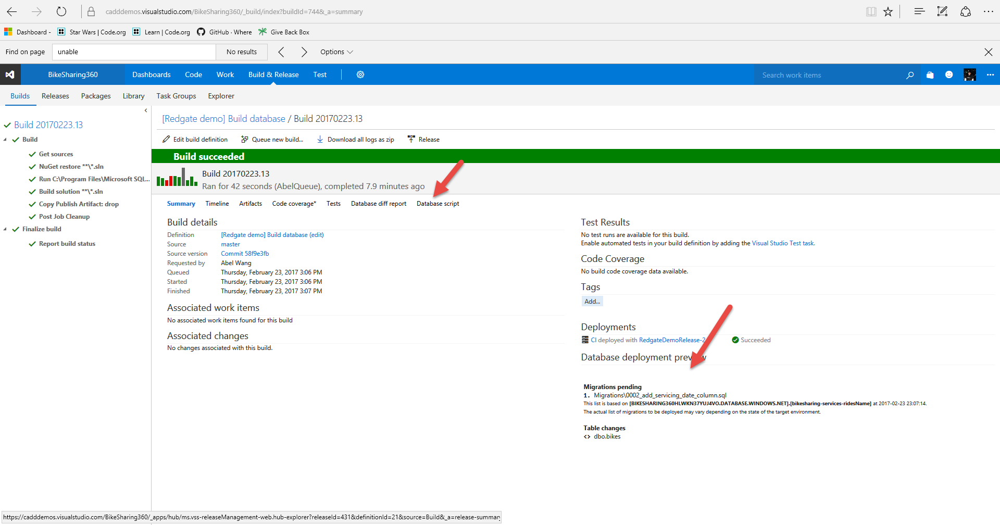 cadddemos.visualstudio.com/BikeSharing360/_build/index?buildId=744&_a=summary
Dashboard -
Star Wars | Code.org
Learn | Code.org
GitHub · Where
Give Back Box
Find on page
unable
No results
Options
BikeSharing360
Dashboards
Code
Work
Build & Release
Test
Search work items
Builds
Releases
Packages
Library
Task Groups
Explorer
Build 20170223.13
Build
Get sources
NuGet restore **\*.sln
Run C:\Program Files\Microsoft SQL...
Build solution **\*.sln
Copy Publish Artifact: drop
Post Job Cleanup
Finalize build
Report build status
[Redgate demo] Build database / Build 20170223.13
Edit build definition
Queue new build...
Download all logs as zip
Release
Build succeeded
Build 20170223.13
Ran for 42 seconds (AbelQueue), completed 7.9 minutes ago
Summary
Timeline
Artifacts
Code coverage*
Tests
Database diff report
Database script
Build details
Definition [Redgate demo] Build database (edit)
Source master
Source version Commit 58f9e3fb
Requested by Abel Wang
Queued Thursday, February 23, 2017 3:06 PM
Started Thursday, February 23, 2017 3:06 PM
Finished Thursday, February 23, 2017 3:07 PM
Associated work items
No associated work items found for this build
Associated changes
No changes associated with this build.
Test Results
No test runs are available for this build.
Enable automated tests in your build definition by adding the Visual Studio Test task.
Code Coverage
No build code coverage data available.
Tags
Add...
Deployments
CI deployed with RedgateDemoRelease-2
Succeeded
Database deployment preview
Migrations pending
1. Migrations\0002_add_servicing_date_column.sql
This list is based on [BIKESHARING360HLWKN37YUJ4VO.DATABASE.WINDOWS.NET].[bikesharing-services-ridesName] at 2017-02-23 23:07:14.
The actual list of migrations to be deployed may vary depending on the state of the target environment.
Table changes
<> dbo.bikes
https://cadddemos.visualstudio.com/BikeSharing360/_apps/hub/ms.vss-releaseManagement-web.hub-explorer?releaseId=431&definitionId=21&source=Build&_a=release-summary